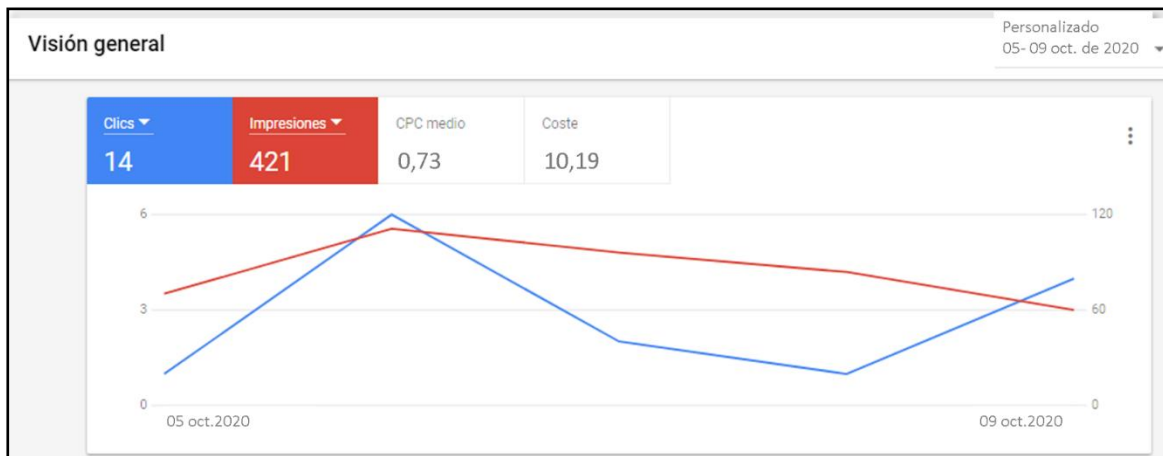 Visión general
Personalizado
05- 09 oct. de 2020
Clics
Impresiones
CPC medio
Coste
14
421
0,73
10,19
6
120
3
60
0
0
05 oct.2020
09 oct.2020